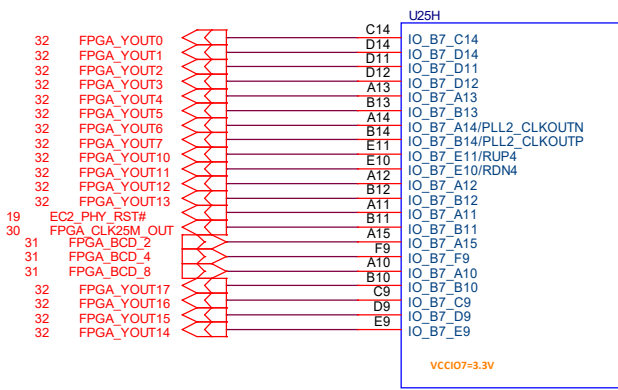 U25H
32 FPGA_YOUT0 C14 IO_B7_C14
32 FPGA_YOUT1 D14 IO_B7_D14
32 FPGA_YOUT2 D11 IO_B7_D11
32 FPGA_YOUT3 D12 IO_B7_D12
32 FPGA_YOUT4 A13 IO_B7_A13
32 FPGA_YOUT5 B13 IO_B7_B13
32 FPGA_YOUT6 A14 IO_B7_A14/PLL2_CLKOUTN
32 FPGA_YOUT7 B14 IO_B7_B14/PLL2_CLKOUTP
32 FPGA_YOUT10 E11 IO_B7_E11/RUP4
32 FPGA_YOUT11 E10 IO_B7_E10/RDN4
32 FPGA_YOUT12 A12 IO_B7_A12
32 FPGA_YOUT13 B12 IO_B7_B12
19 EC2_PHY_RST# A11 IO_B7_A11
30 FPGA_CLK25M_OUT B11 IO_B7_B11
31 FPGA_BCD_2 A15 IO_B7_A15
31 FPGA_BCD_4 F9 IO_B7_F9
31 FPGA_BCD_8 A10 IO_B7_A10
32 FPGA_YOUT17 B10 IO_B7_B10
32 FPGA_YOUT16 C9 IO_B7_C9
32 FPGA_YOUT15 D9 IO_B7_D9
32 FPGA_YOUT14 E9 IO_B7_E9
VCCIO7=3.3V